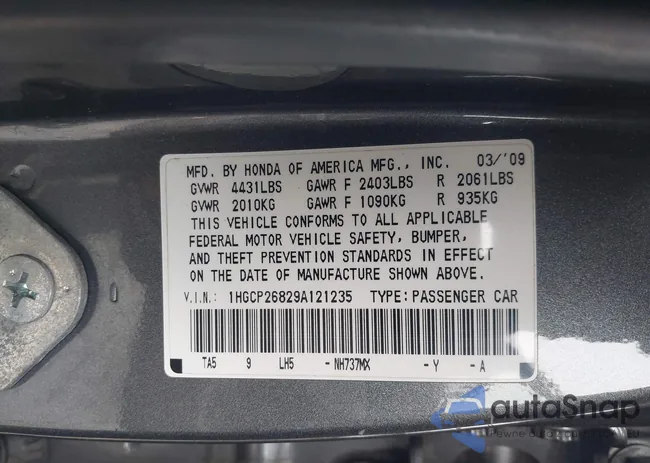 MFD. BY HONDA OF AMERICA MFG., INC. 03/'09
GVWR 4431LBS GAWR F 2403LBS R 2061LBS
GVWR 2010KG GAWR F 1090KG R 935KG
THIS VEHICLE CONFORMS TO ALL APPLICABLE
FEDERAL MOTOR VEHICLE SAFETY, BUMPER,
AND THEFT PREVENTION STANDARDS IN EFFECT
ON THE DATE OF MANUFACTURE SHOWN ABOVE.
V.I.N.: 1HGCP26829A121235 TYPE: PASSENGER CAR
TA5 9 LH5 -NH737MX -Y -A
autaSnap